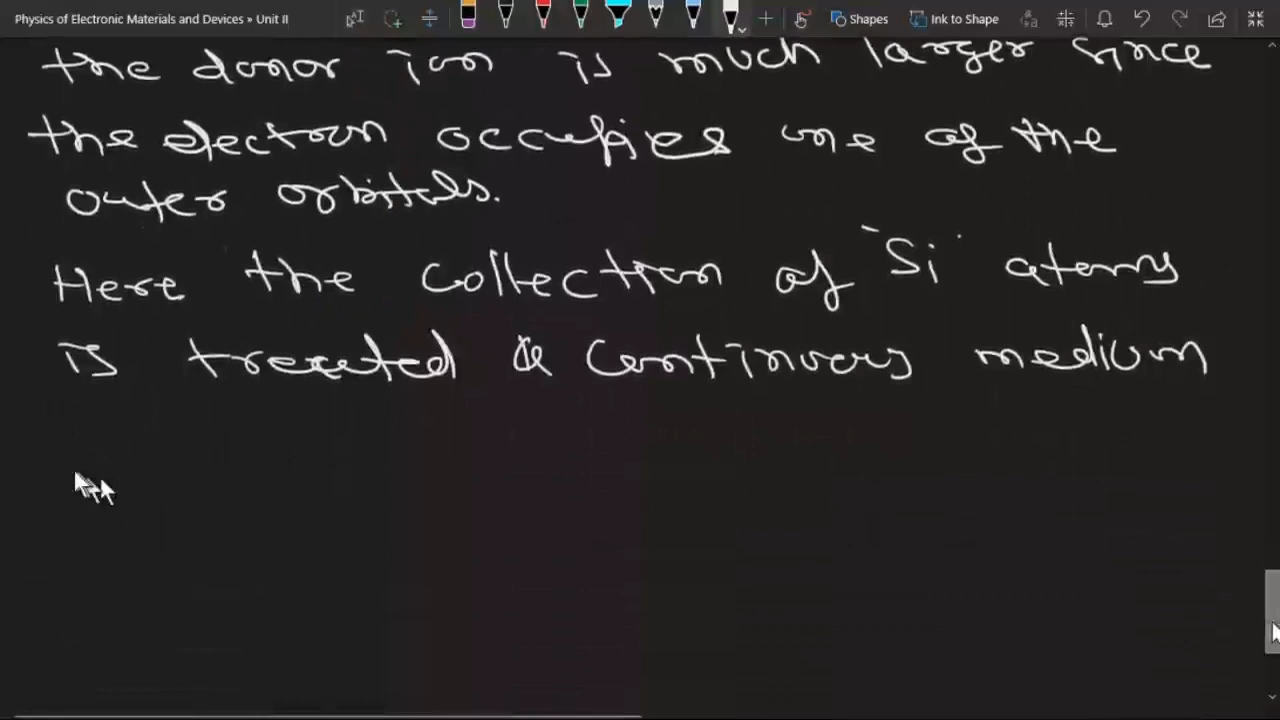 Physics of Electronic Materials and Devices » Unit II
Shapes
Ink to Shape
the donor ion is much larger since
the electron occupies one of the
outer orbitals.
Here the collection of "Si" atoms
is treated continuous medium